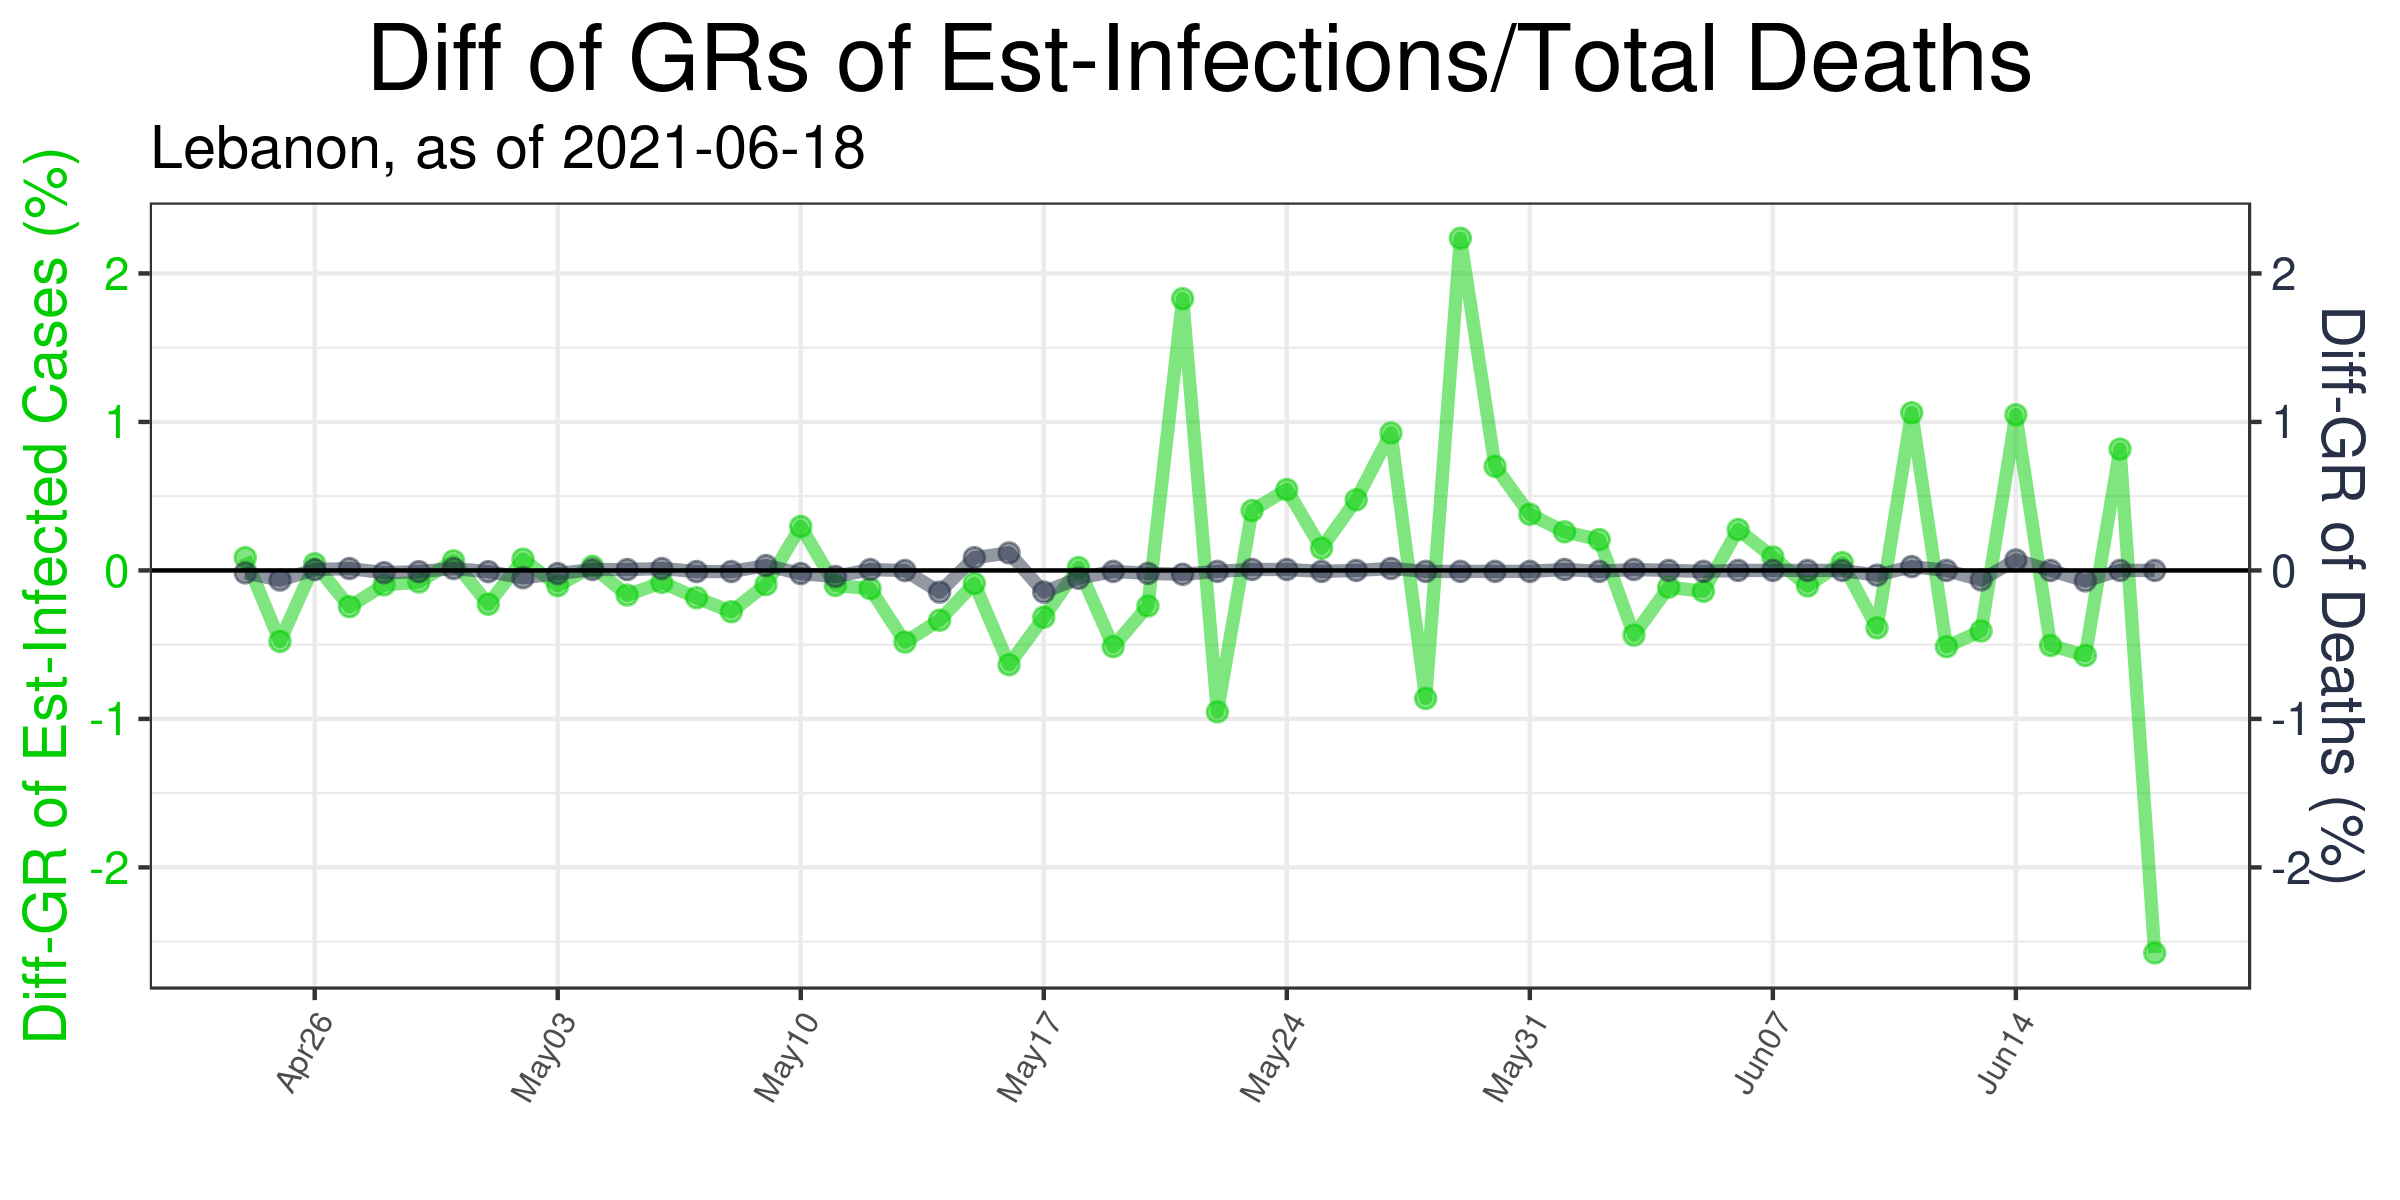 Diff of GRs of Est-Infections/Total Deaths
Lebanon, as of 2021-06-18
Diff-GR of Est-Infected Cases (%)
2
1
0
-1
-2
2
1
0
-1
-2
Diff-GR of Deaths (%)
Apr26
May03
May10
May17
May24
May31
Jun07
Jun14